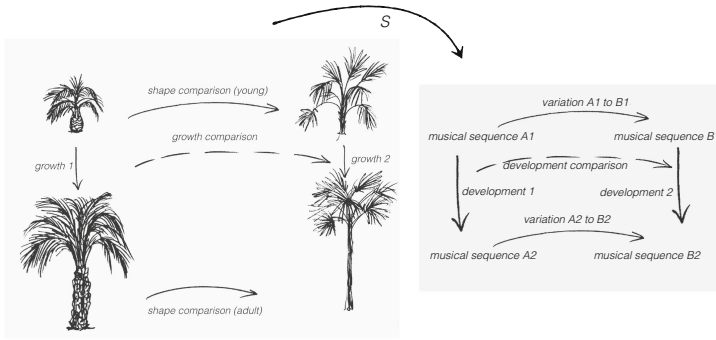 S
shape comparison (young)
growth comparison
growth 1
growth 2
shape comparison (adult)
variation A1 to B1
musical sequence A1
musical sequence B
development comparison
development 1
development 2
variation A2 to B2
musical sequence A2
musical sequence B2